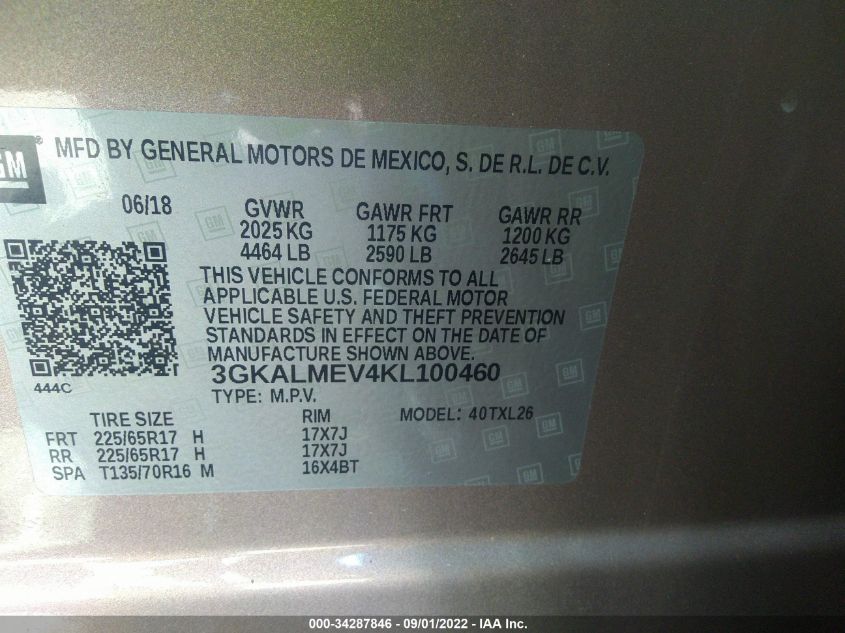 GM ® MFD BY GENERAL MOTORS DE MEXICO, S. DE R.L. DE C.V.
06/18 GVWR GAWR FRT GAWR RR
2025 KG 1175 KG 1200 KG
4464 LB 2590 LB 2645 LB
THIS VEHICLE CONFORMS TO ALL
APPLICABLE U.S. FEDERAL MOTOR
VEHICLE SAFETY AND THEFT PREVENTION
STANDARDS IN EFFECT ON THE DATE OF
MANUFACTURE SHOWN ABOVE.
444C 3GKALMEV4KL100460
TYPE: M.P.V.
TIRE SIZE RIM MODEL: 40TXL26
FRT 225/65R17 H 17X7J
RR 225/65R17 H 17X7J
SPA T135/70R16 M 16X4BT
000-34287846 - 09/01/2022 - IAA Inc.